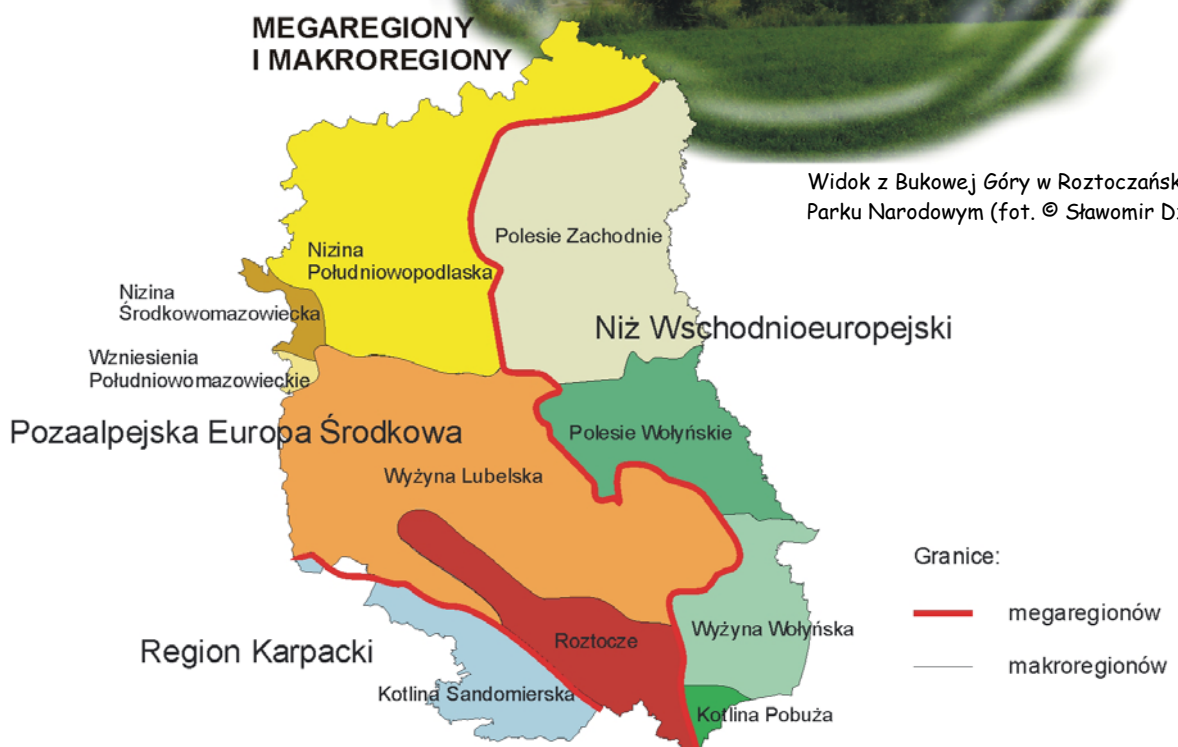 MEGAREGIONY
I MAKROREGIONY
Widok z Bukowej Góry w Roztoczańsk
Parku Narodowym (fot. © Sławomir Dz
Polesie Zachodnie
Nizina
Południowopodlaska
Nizina
Środkowomazowiecka
Niż Wschodnioeuropejski
Wzniesienia
Południowomazowieckie
Pozaalpejska Europa Środkowa
Polesie Wołyńskie
Wyżyna Lubelska
Granice:
megaregionów
makroregionów
Wyżyna Wołyńska
Roztocze
Region Karpacki
Kotlina Sandomierska
Kotlina Pobuża